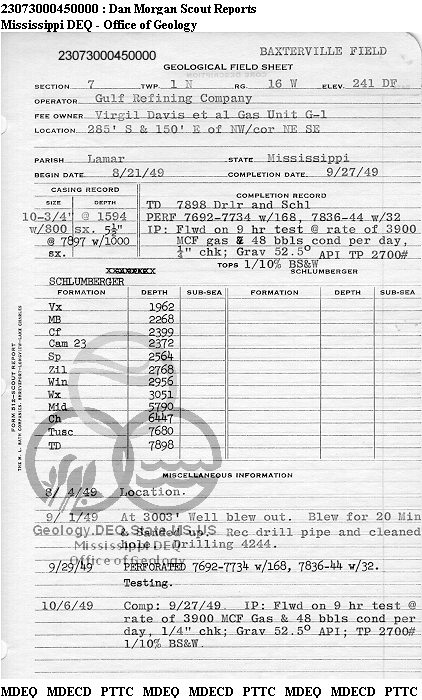 23073000450000 : Dan Morgan Scout Reports
Mississippi DEQ - Office of Geology
23073000450000
BAXTERVILLE FIELD
GEOLOGICAL FIELD SHEET
SECTION 7 TWP. 1 N RG. 16 W ELEV. 241 DF
OPERATOR Gulf Refining Company
FEE OWNER Virgil Davis et al Gas Unit G-1
LOCATION 285' S & 150' E of NW/cor NE SE
PARISH Lamar STATE Mississippi
BEGIN DATE 8/21/49 COMPLETION DATE 9/27/49
CASING RECORD
SIZE DEPTH
10-3/4" @ 1594
w/800 sx. 5½"
@ 7897 w/1000
sx.
COMPLETION RECORD
TD 7898 Drlr and Schl
PERF 7692-7734 w/168, 7836-44 w/32
IP: Flwd on 9 hr test @ rate of 3900
MCF gas & 48 bbls cond per day,
¼" chk; Grav 52.5° API TP 2700#
TOPS 1/10% BS&W
SCHLUMBERGER
SCHLUMBERGER
FORMATION DEPTH SUB-SEA FORMATION DEPTH SUB-SEA
Vx 1962
MB 2268
Cf 2399
Cam 23 2372
Sp 2564
Zil 2768
Win 2956
Wx 3051
Mid 5790
Ch 6447
Tusc 7680
TD 7898
FORM 512-SCOUT REPORT
MISCELLANEOUS INFORMATION
8/ 4/49 Location.
9/ 1/49 At 3003' Well blew out. Blew for 20 Min
& sanded up. Rec drill pipe and cleaned
hole. Drilling 4244.
Geology.DEQ.State.MS.US
Mississippi DEQ
Office of Geology
9/29/49 PERFORATED 7692-7734 w/168, 7836-44 w/32.
Testing.
10/6/49 Comp: 9/27/49. IP: Flwd on 9 hr test @
rate of 3900 MCF Gas & 48 bbls cond per
day, 1/4" chk; Grav 52.5° API; TP 2700#
1/10% BS&W.
MDEQ MDECD PTTC MDEQ MDECD PTTC MDEQ MDECD PTTC